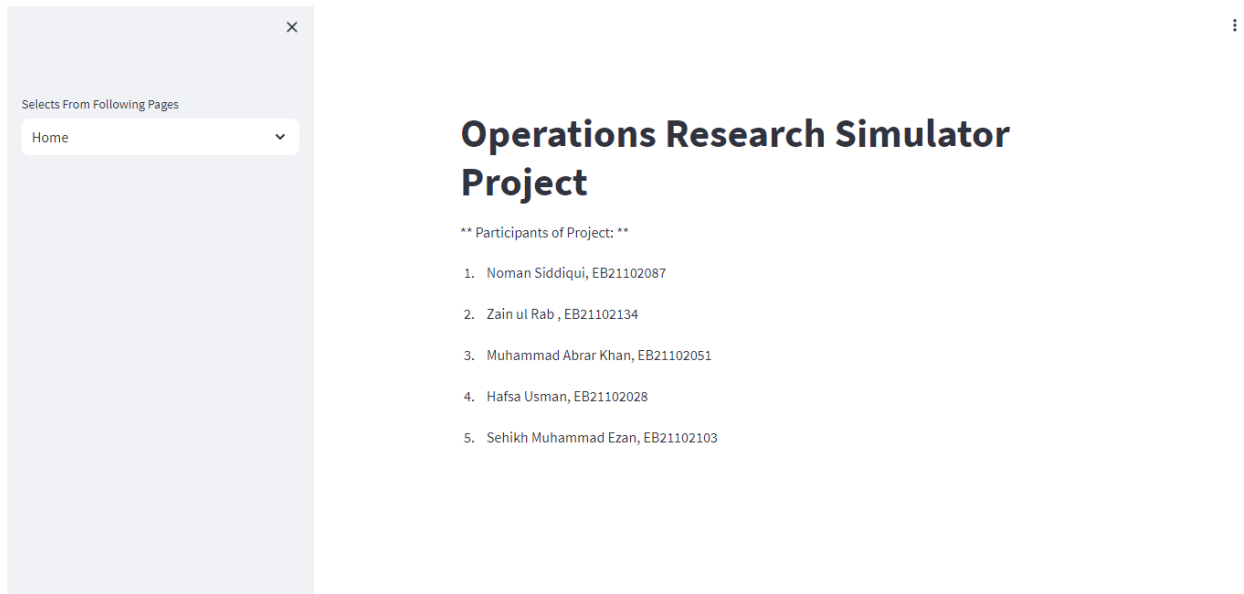 Selects From Following Pages
Home
Operations Research Simulator
Project
** Participants of Project: **
1. Noman Siddiqui, EB21102087
2. Zain ul Rab , EB21102134
3. Muhammad Abrar Khan, EB21102051
4. Hafsa Usman, EB21102028
5. Sehikh Muhammad Ezan, EB21102103